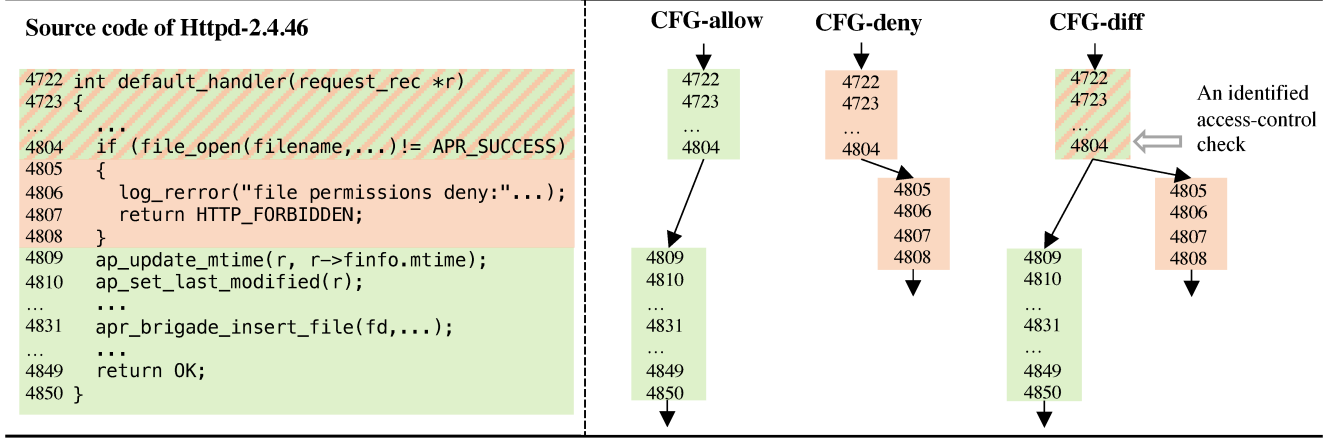 Source code of Httpd-2.4.46
4722 int default_handler(request_rec *r)
4723 {
... ...
4804 if (file_open(filename,...)!= APR_SUCCESS)
4805 {
4806 log_rerror("file permissions deny:"...);
4807 return HTTP_FORBIDDEN;
4808 }
4809 ap_update_mtime(r, r->finfo.mtime);
4810 ap_set_last_modified(r);
... ...
4831 apr_brigade_insert_file(fd,...);
... ...
4849 return OK;
4850 }
CFG-allow
4722
4723
...
4804
4809
4810
...
4831
...
4849
4850
CFG-deny
4722
4723
...
4804
4805
4806
4807
4808
CFG-diff
4722
4723
...
4804
An identified
access-control
check
4805
4806
4807
4808
4809
4810
...
4831
...
4849
4850